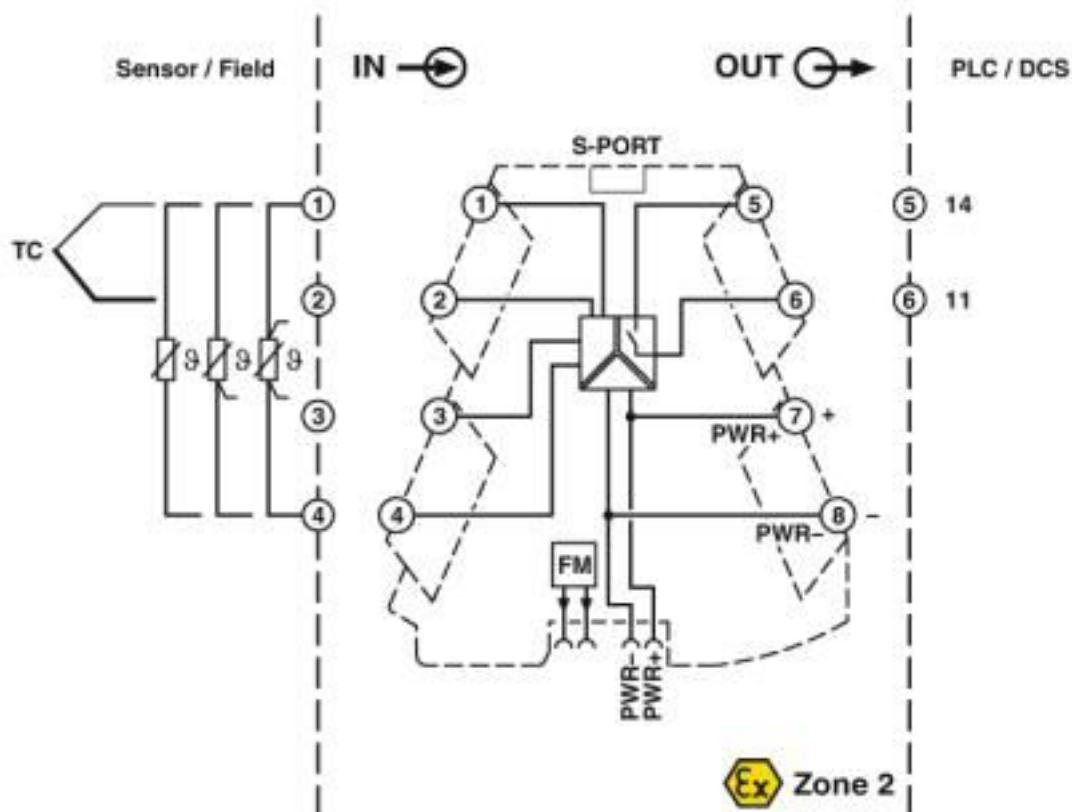 Sensor / Field
IN
OUT
PLC / DCS
S-PORT
1
1
5
5 14
TC
2
2
6
6 11
ϑ ϑ ϑ
3
3
7 +
PWR+
4
4
8 –
PWR–
FM
PWR–
PWR+
Ex Zone 2